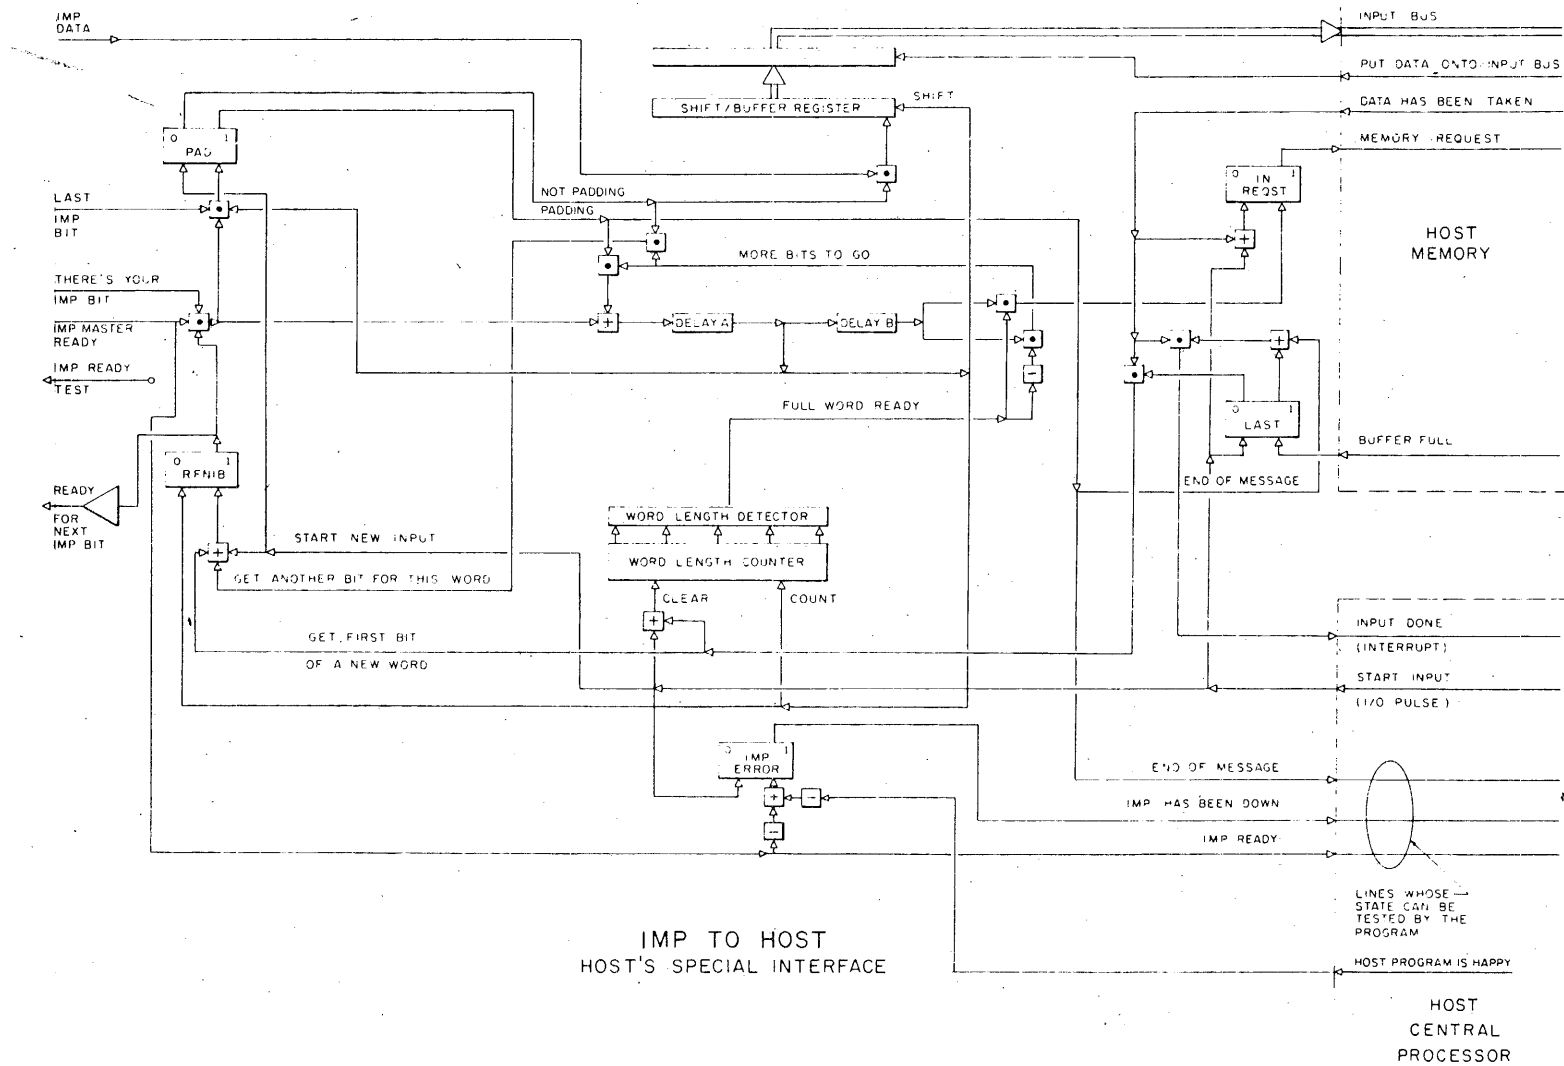 IMP
DATA
INPUT BUS
PUT DATA ONTO INPUT BUS
DATA HAS BEEN TAKEN
MEMORY REQUEST
SHIFT
SHIFT/BUFFER REGISTER
0 1
PAD
0 1
IN
REQST
LAST
IMP
BIT
NOT PADDING
PADDING
HOST
MEMORY
MORE BITS TO GO
THERE'S YOUR
IMP BIT
IMP MASTER
READY
DELAY A
DELAY B
IMP READY
TEST
FULL WORD READY
0 1
LAST
BUFFER FULL
0 1
RFNIB
END OF MESSAGE
READY
FOR
NEXT
IMP BIT
WORD LENGTH DETECTOR
START NEW INPUT
WORD LENGTH COUNTER
GET ANOTHER BIT FOR THIS WORD
CLEAR
COUNT
GET FIRST BIT
OF A NEW WORD
INPUT DONE
(INTERRUPT)
START INPUT
(I/O PULSE)
0 1
IMP
ERROR
END OF MESSAGE
IMP HAS BEEN DOWN
IMP READY
LINES WHOSE
STATE CAN BE
TESTED BY THE
PROGRAM
IMP TO HOST
HOST'S SPECIAL INTERFACE
HOST PROGRAM IS HAPPY
HOST
CENTRAL
PROCESSOR